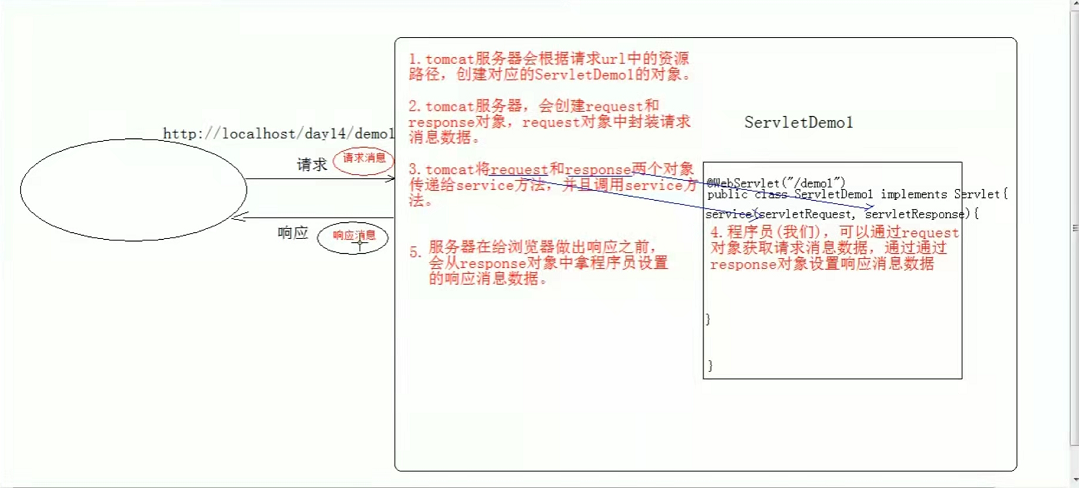 http://localhost/day14/demo1
请求
请求消息
响应
响应消息
1.tomcat服务器会根据请求url中的资源
路径，创建对应的ServletDemo1的对象。
2.tomcat服务器，会创建request和
response对象，request对象中封装请求
消息数据。
3.tomcat将request和response两个对象
传递给service方法，并且调用service方
法。
5. 服务器在给浏览器做出响应之前，
会从response对象中拿程序员设置
的响应消息数据。
ServletDemo1
@WebServlet("/demo1")
public class ServletDemo1 implements Servlet{
service(servletRequest, servletResponse){
4.程序员(我们)，可以通过request
对象获取请求消息数据，通过通过
response对象设置响应消息数据
}
}